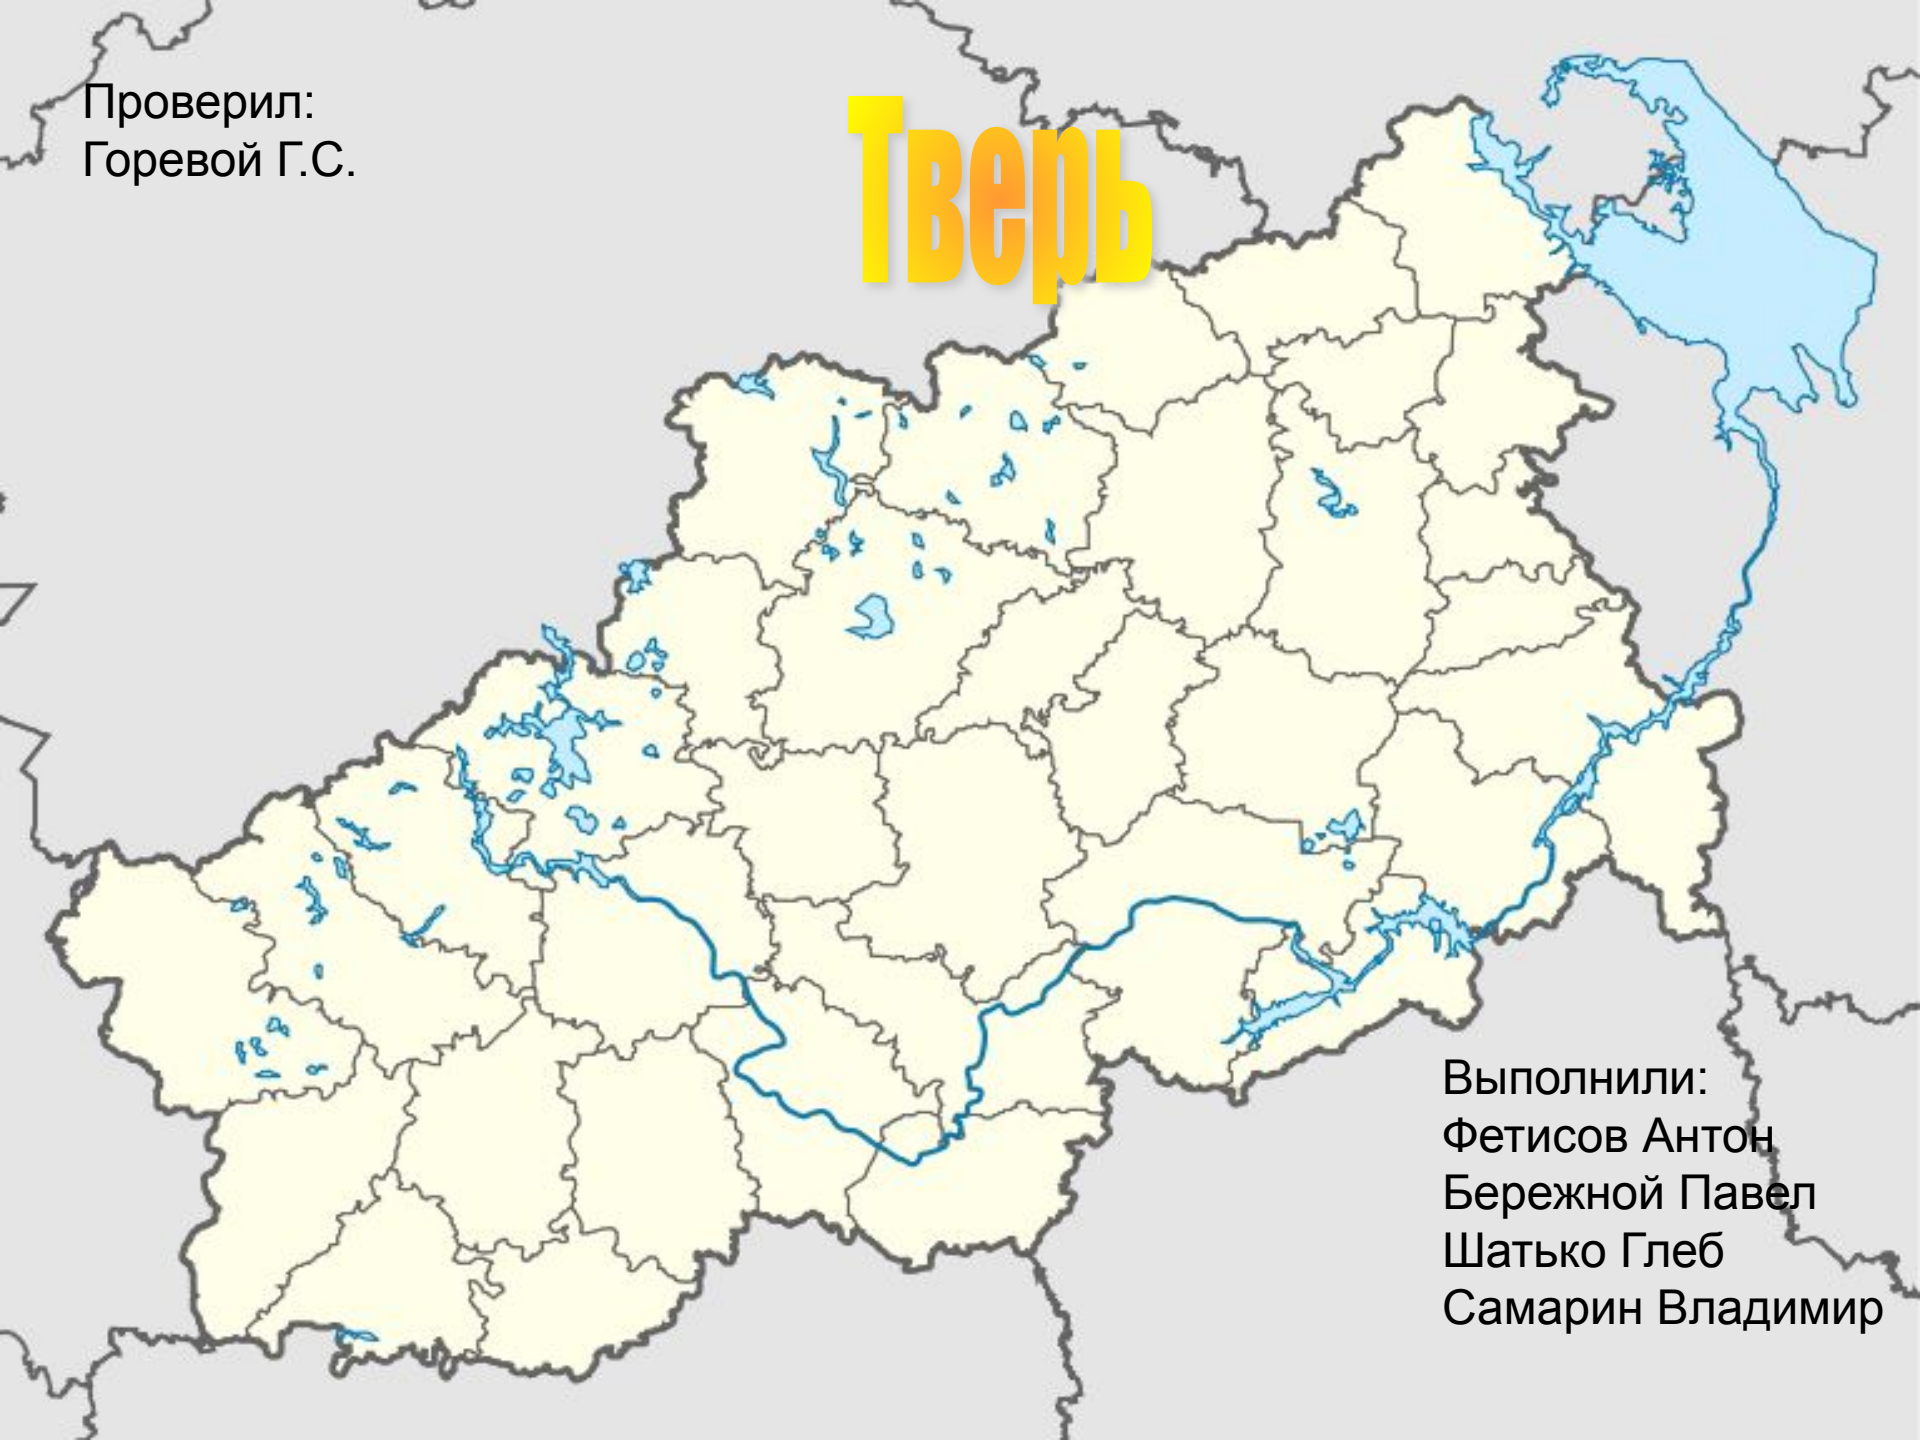 Проверил:
Горевой Г.С.
Тверь
Выполнили:
Фетисов Антон
Бережной Павел
Шатько Глеб
Самарин Владимир